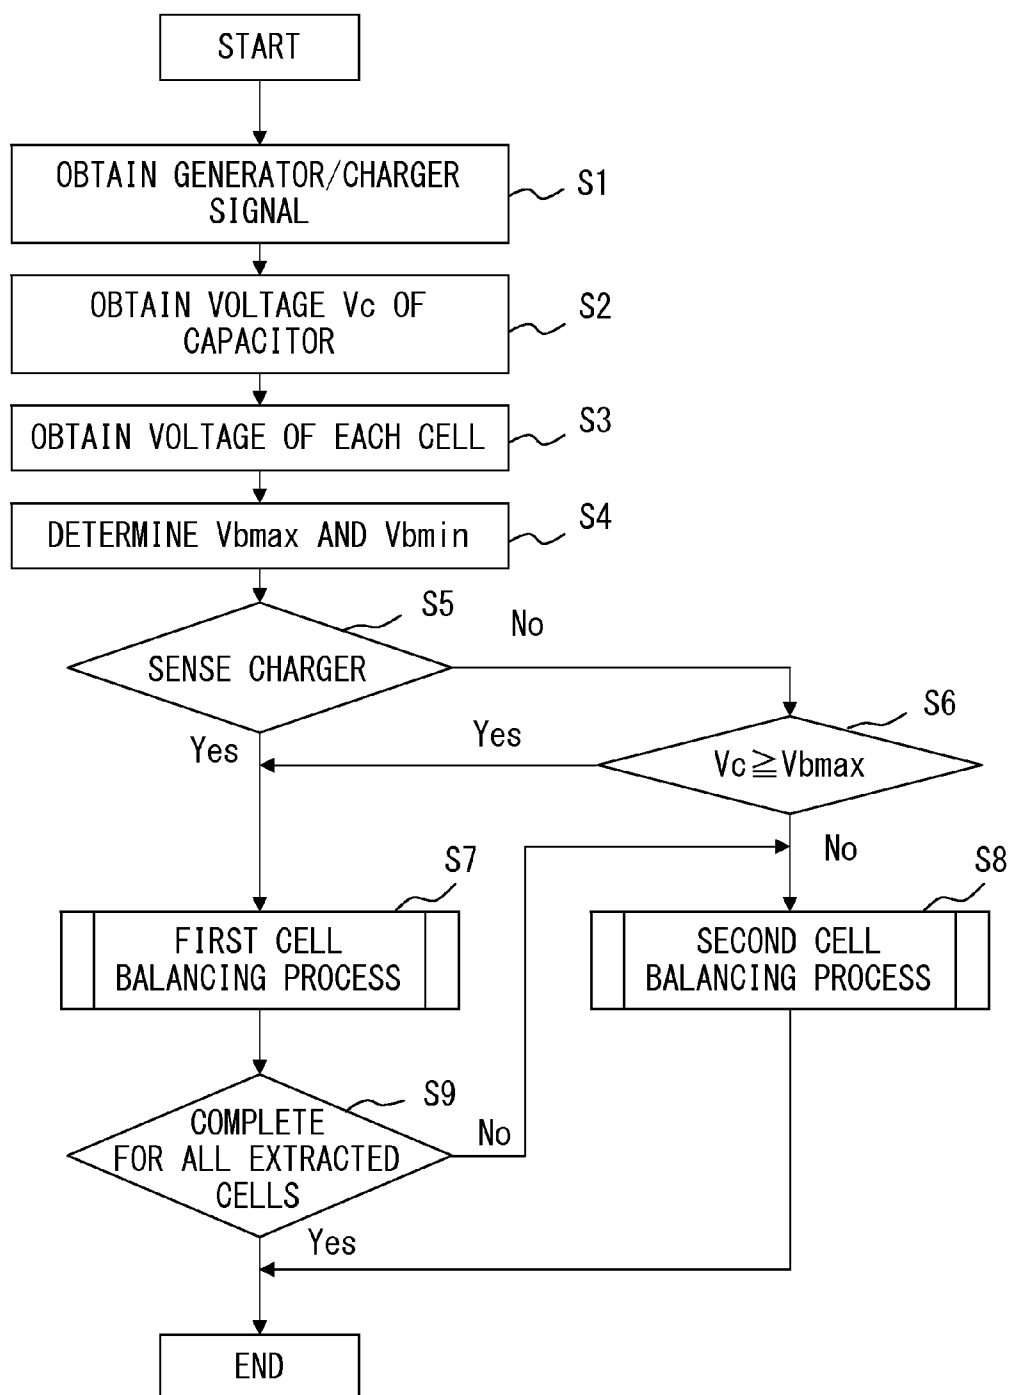 START
OBTAIN GENERATOR/CHARGER
SIGNAL
S1
OBTAIN VOLTAGE Vc OF
CAPACITOR
S2
OBTAIN VOLTAGE OF EACH CELL
S3
DETERMINE Vbmax AND Vbmin
S4
SENSE CHARGER
S5
No
Yes
Vc≧Vbmax
S6
Yes
No
FIRST CELL
BALANCING PROCESS
S7
SECOND CELL
BALANCING PROCESS
S8
COMPLETE
FOR ALL EXTRACTED
CELLS
S9
No
Yes
END